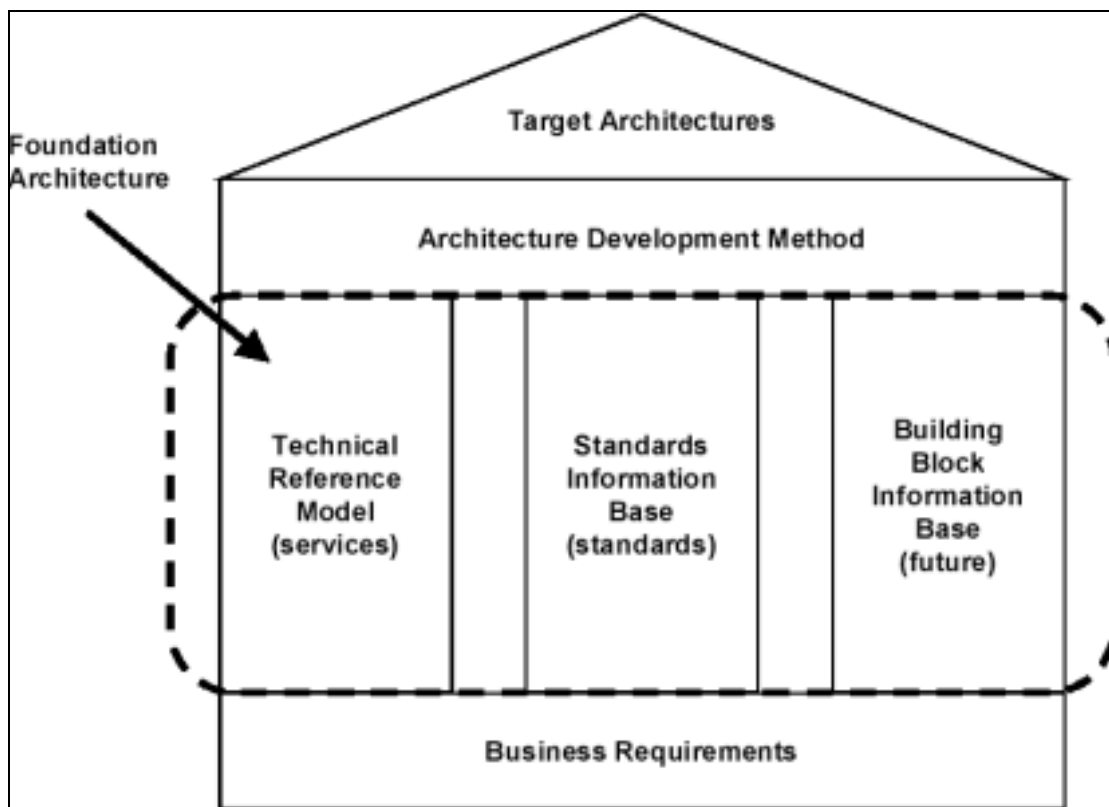 Target Architectures
Foundation
Architecture
Architecture Development Method
Technical
Reference
Model
(services)
Standards
Information
Base
(standards)
Building
Block
Information
Base
(future)
Business Requirements